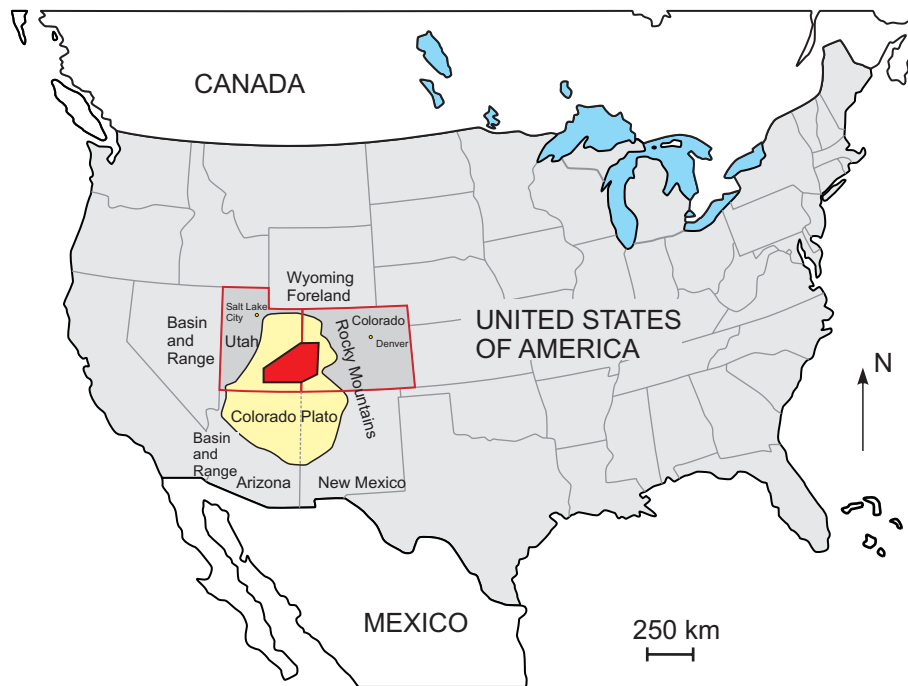 CANADA
Wyoming
Foreland
Salt Lake
City
Colorado
Basin
and
Range
Utah
Denver
UNITED STATES
OF AMERICA
Rocky Mountains
N
Colorado Plato
Basin
and
Range
Arizona
New Mexico
MEXICO
250 km